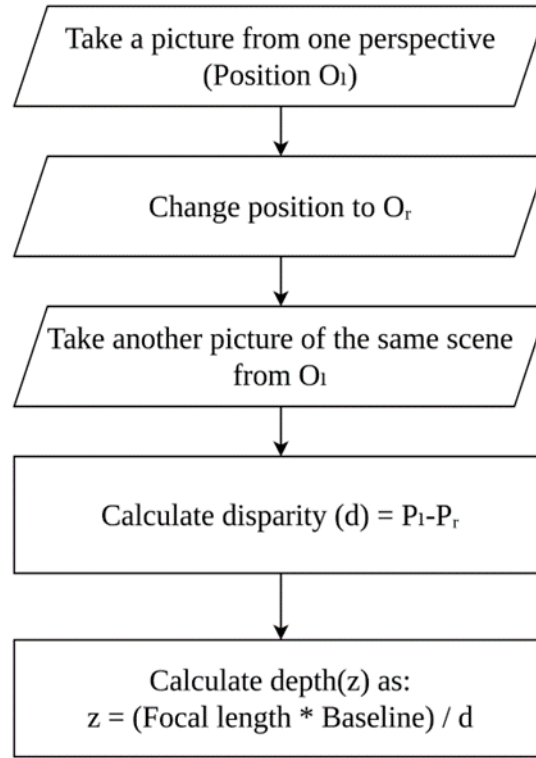 Take a picture from one perspective
(Position Oₗ)
Change position to Oᵣ
Take another picture of the same scene
from Oₗ
Calculate disparity (d) = Pₗ-Pᵣ
Calculate depth(z) as:
z = (Focal length * Baseline) / d